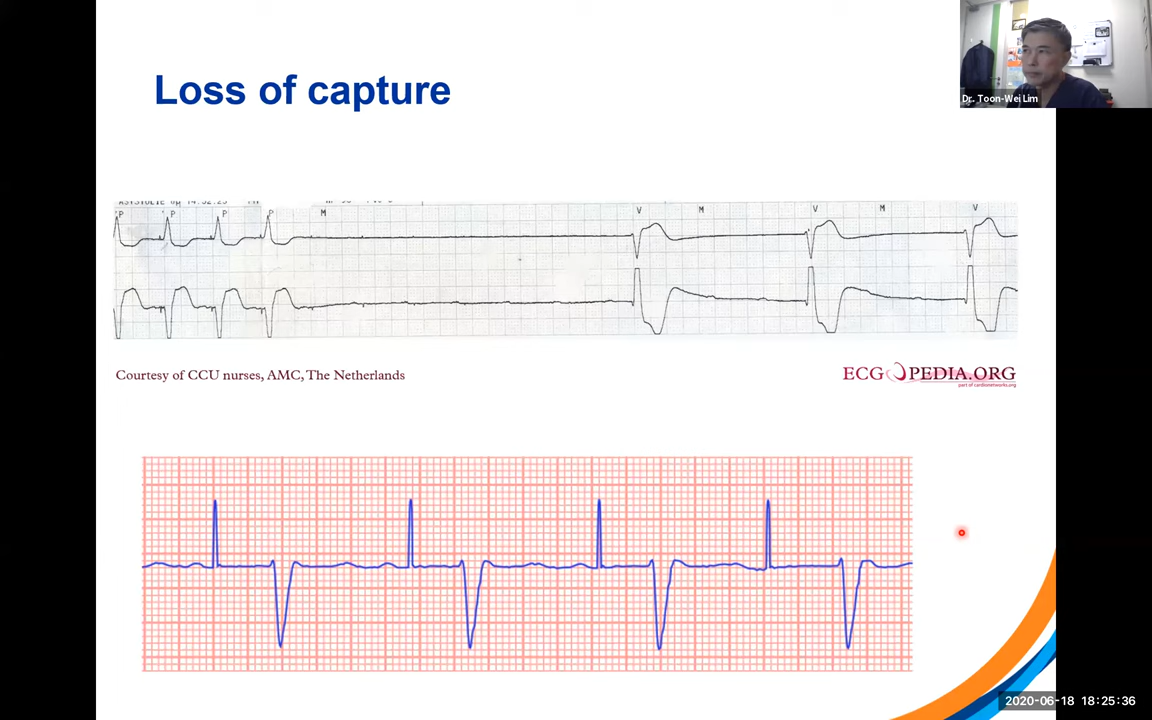 Loss of capture
Dr. Toon-Wei Lim
P P P P M V M V M V
Courtesy of CCU nurses, AMC, The Netherlands
ECGPEDIA.ORG
part of cardionetworks.org
2020-06-18 18:25:36